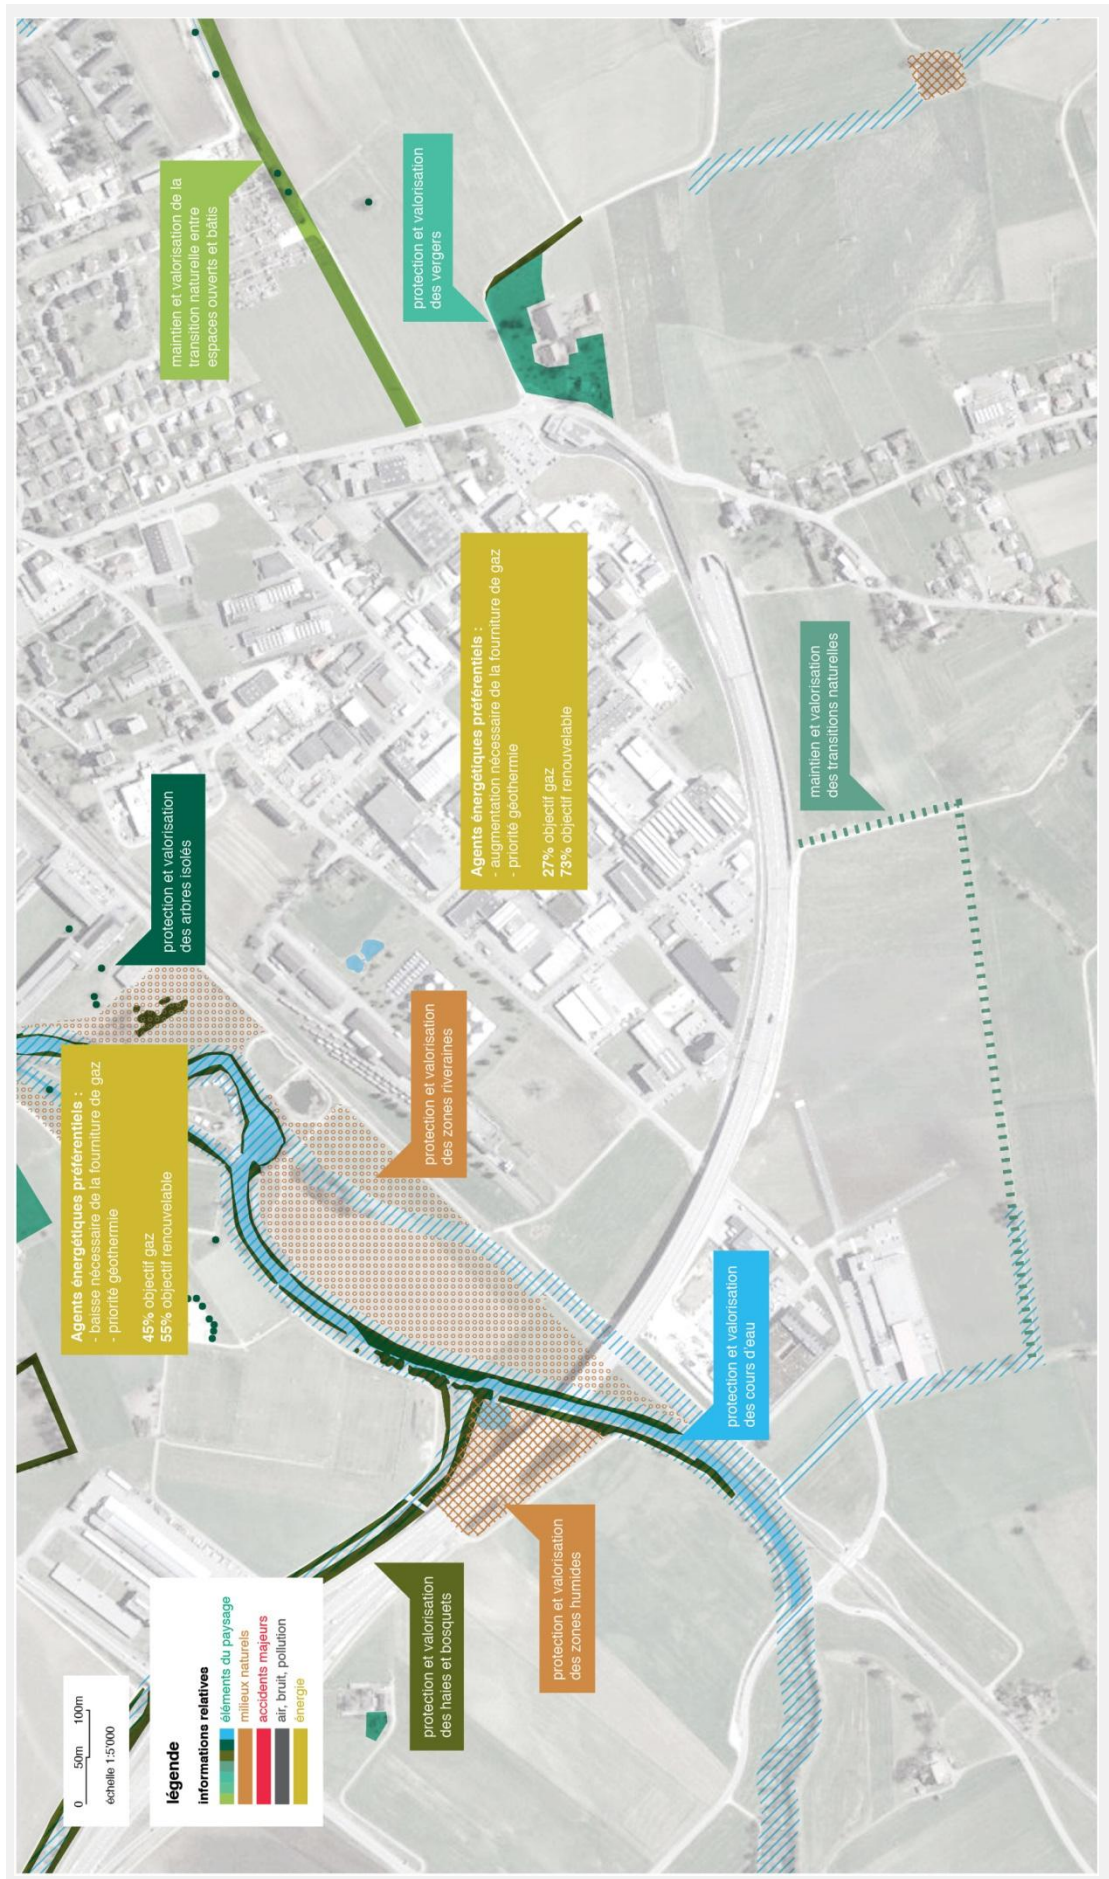 maintien et valorisation de la
transition naturelle entre
espaces ouverts et bâtis
protection et valorisation
des vergers
protection et valorisation
des arbres isolés
Agents énergétiques préférentiels :
- augmentation nécessaire de la fourniture de gaz
- priorité géothermie
27% objectif gaz
73% objectif renouvelable
maintien et valorisation
des transitions naturelles
Agents énergétiques préférentiels :
- baisse nécessaire de la fourniture de gaz
- priorité géothermie
45% objectif gaz
55% objectif renouvelable
protection et valorisation
des zones riveraines
protection et valorisation
des cours d'eau
protection et valorisation
des haies et bosquets
protection et valorisation
des zones humides
0 50m 100m
échelle 1:5'000
légende
informations relatives
éléments du paysage
milieux naturels
accidents majeurs
air, bruit, pollution
énergie